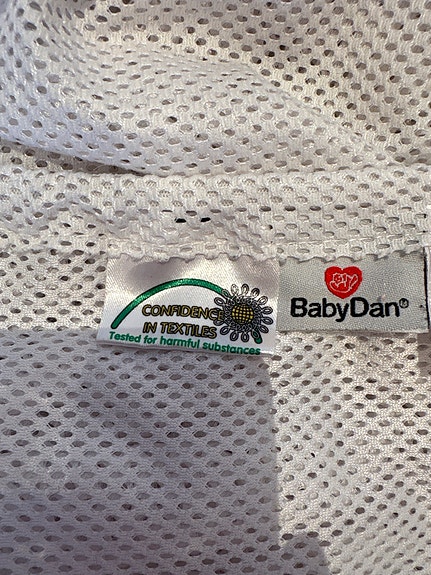 CONFIDENCE
IN TEXTILES
Tested for harmful substances
BabyDan